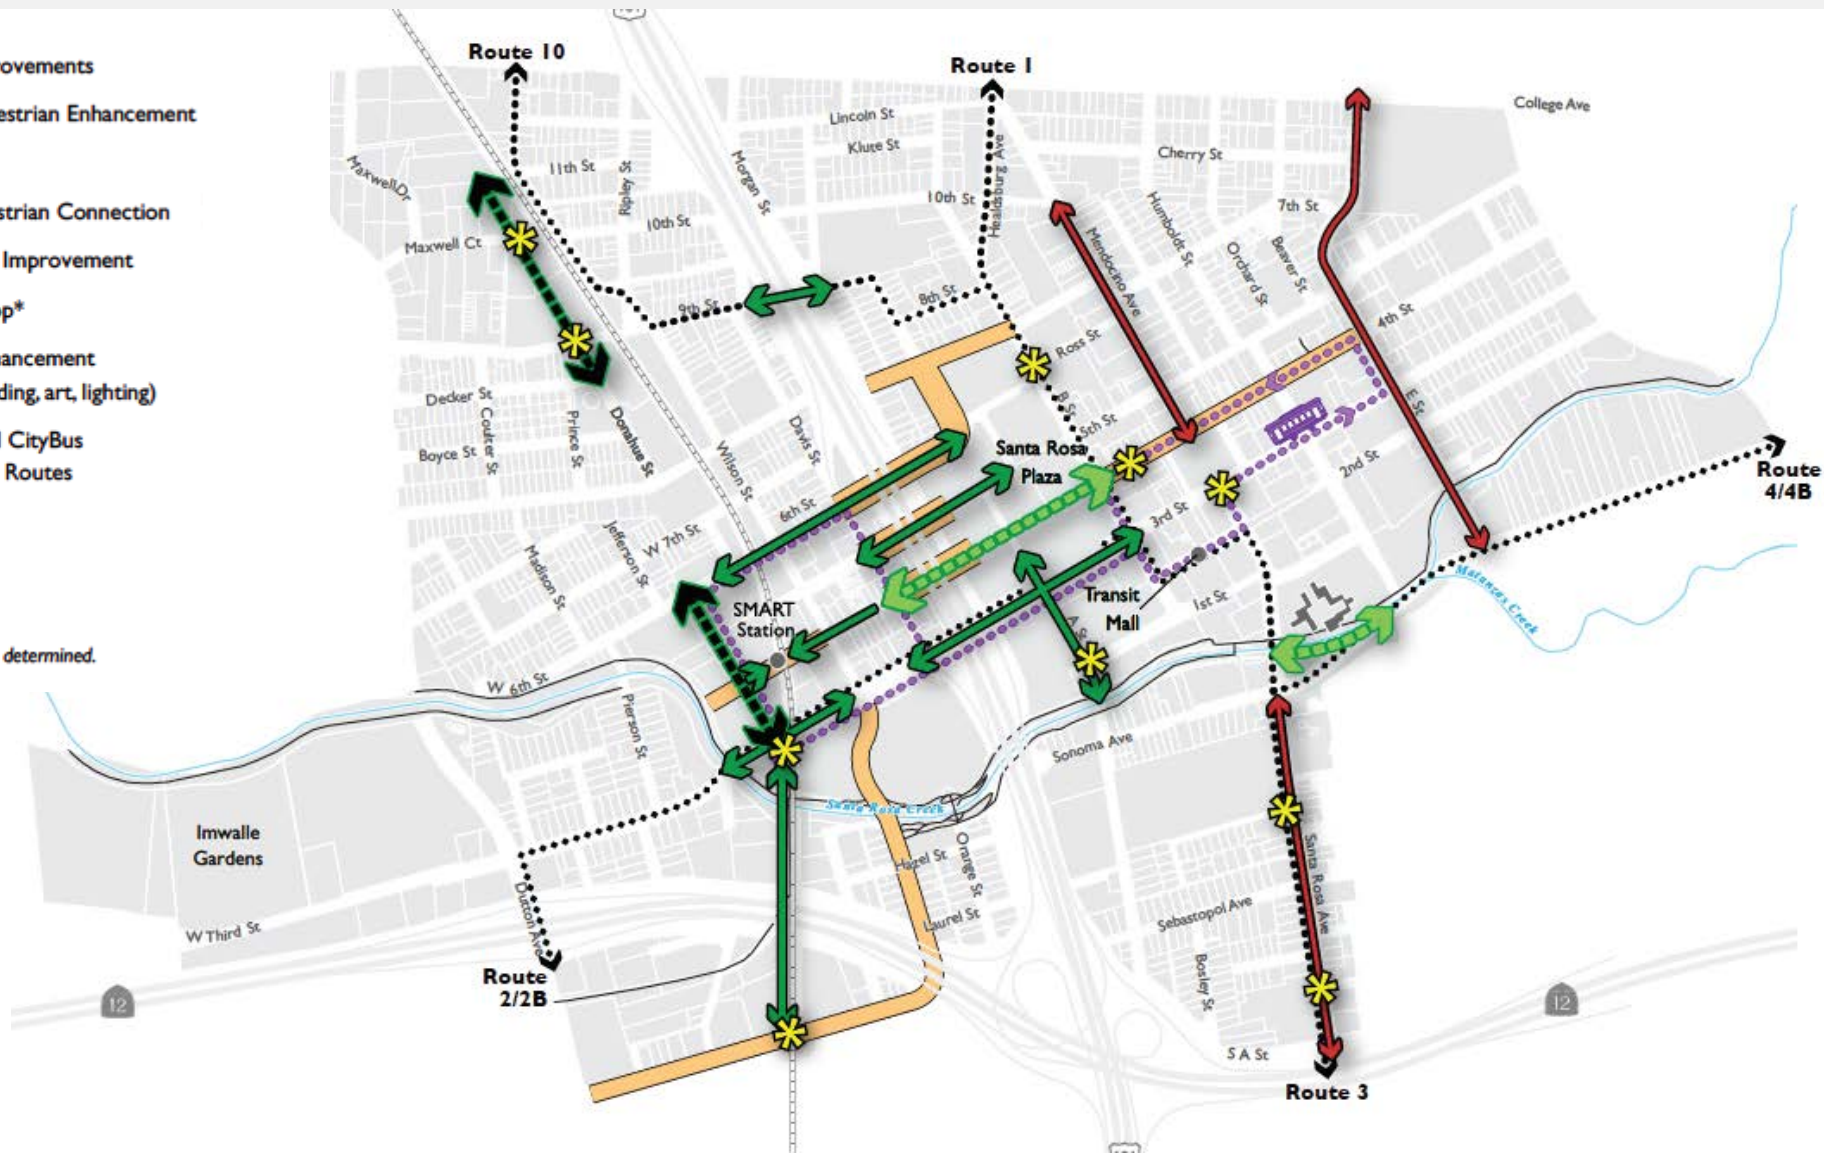 ovements
estrian Enhancement
strian Connection
Improvement
op*
hancement
ding, art, lighting)
CityBus
Routes
determined.
Route 10
Route 1
College Ave
Lincoln St
Klute St
Cherry St
11th St
Ripley St
Morgan St
Maxwell Dr
10th St
10th St
Healdsburg Ave
Humboldt St
7th St
Maxwell Ct
Mendocino Ave
Orchard St
Beaver St
9th St
8th St
4th St
Ross St
Decker St
Coulter St
Prince St
Donahue St
B St
5th St
E St
Boyce St
Wilson St
Davis St
Santa Rosa
Plaza
2nd St
Route
4/4B
6th St
3rd St
W 7th St
Jefferson St
Madison St
SMART
Station
Transit
Mall
1st St
A St
Matanzas Creek
W 6th St
Pierson St
Sonoma Ave
Santa Rosa Creek
Imwalle
Gardens
Hazel St
Orange St
Santa Rosa Ave
Dutton Ave
Laurel St
Sebastopol Ave
W Third St
Bosley St
Route
2/2B
12
12
S A St
Route 3